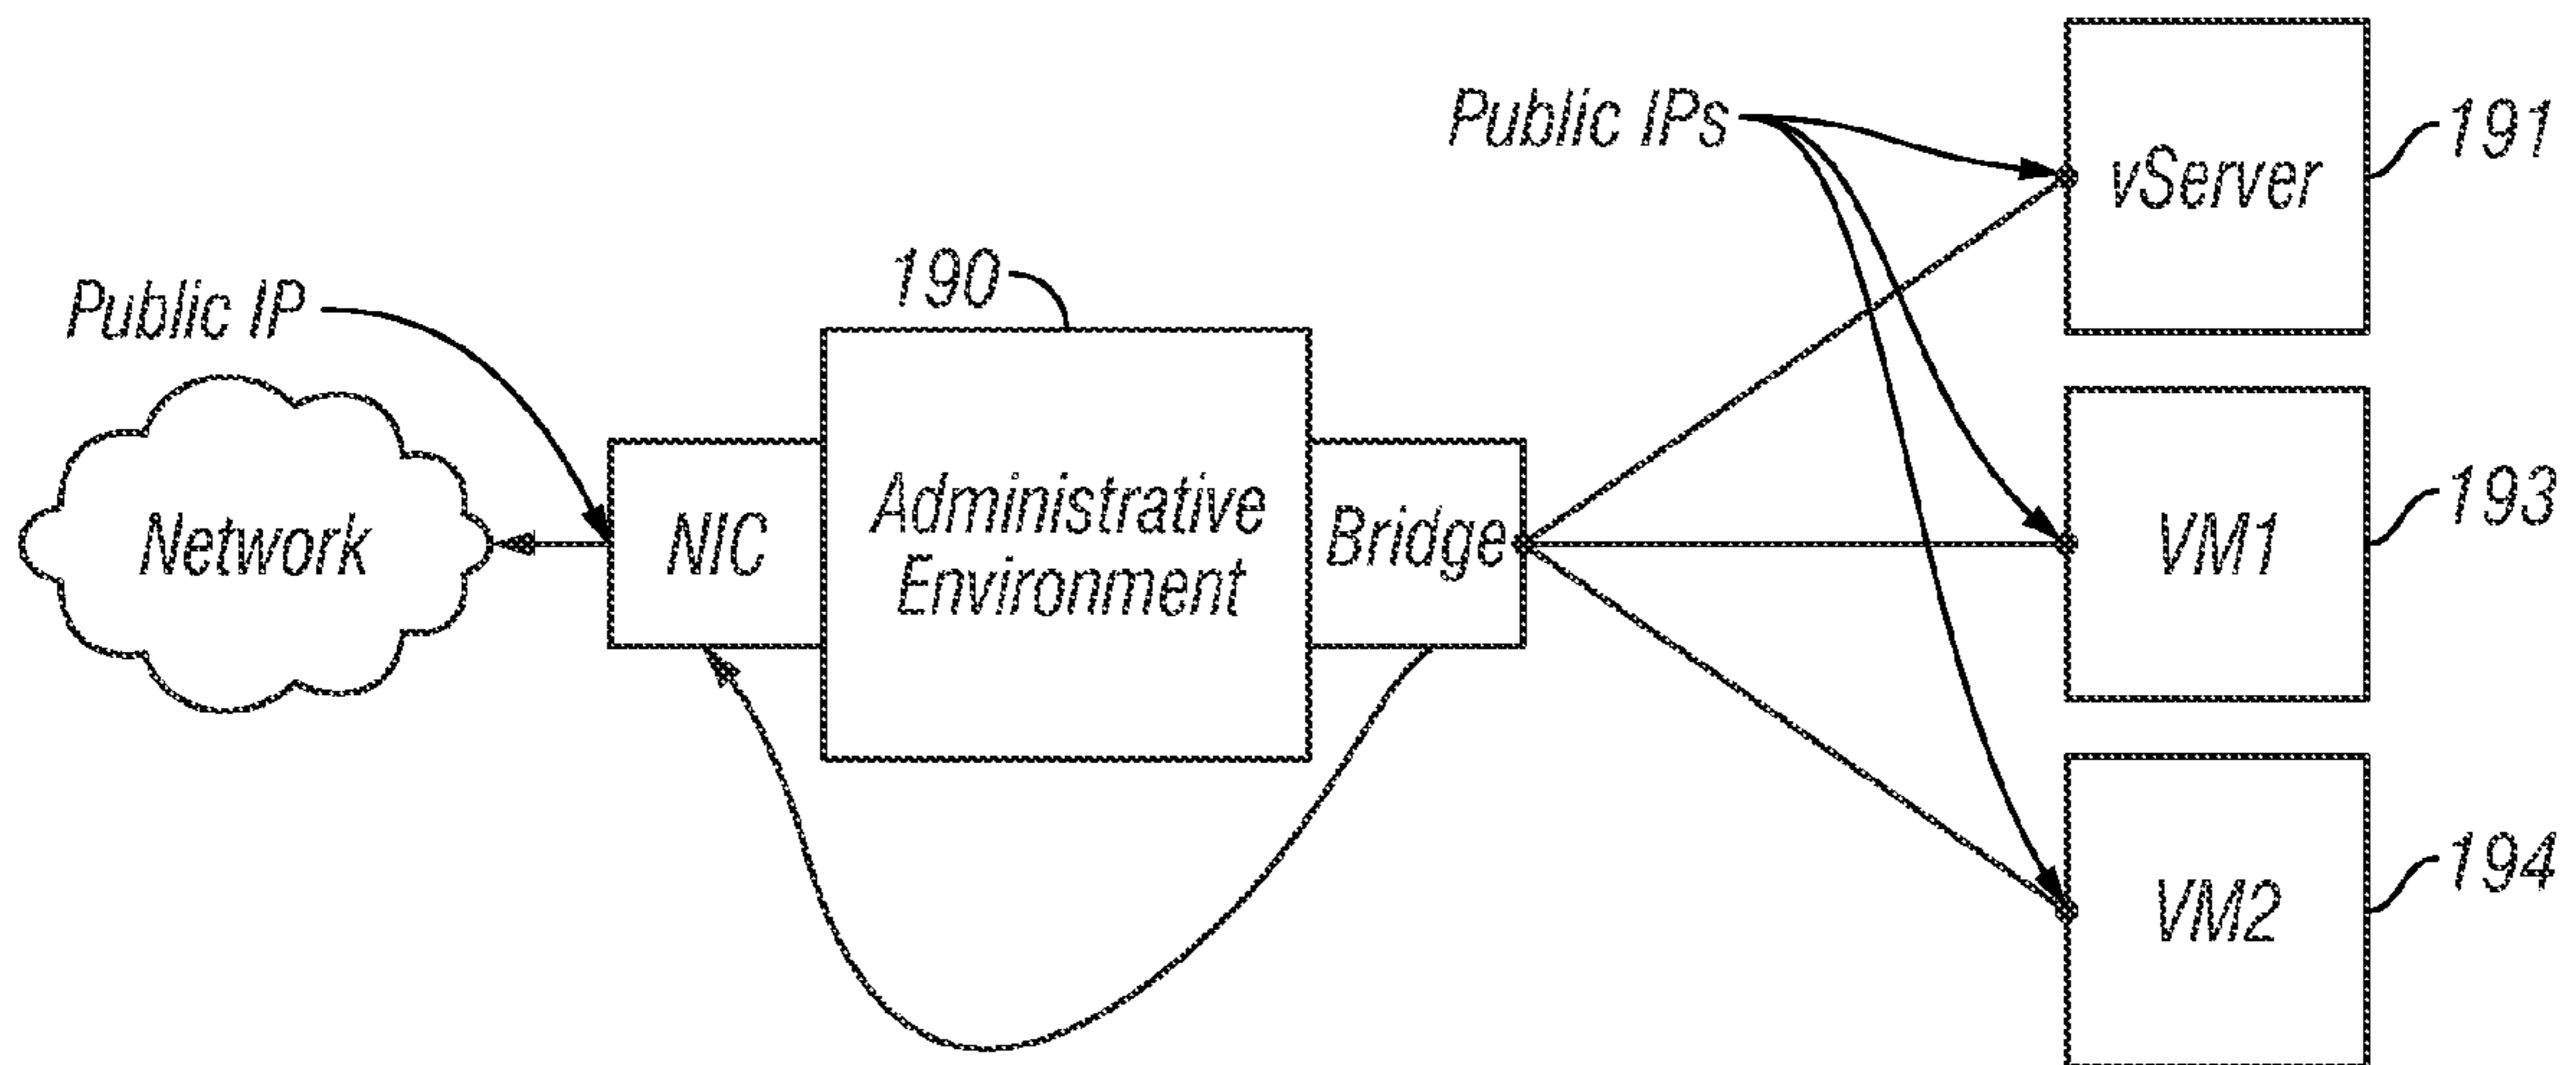 Public IPs
vServer
191
190
Public IP
Network
NIC
Administrative
Environment
Bridge
VM1
193
VM2
194